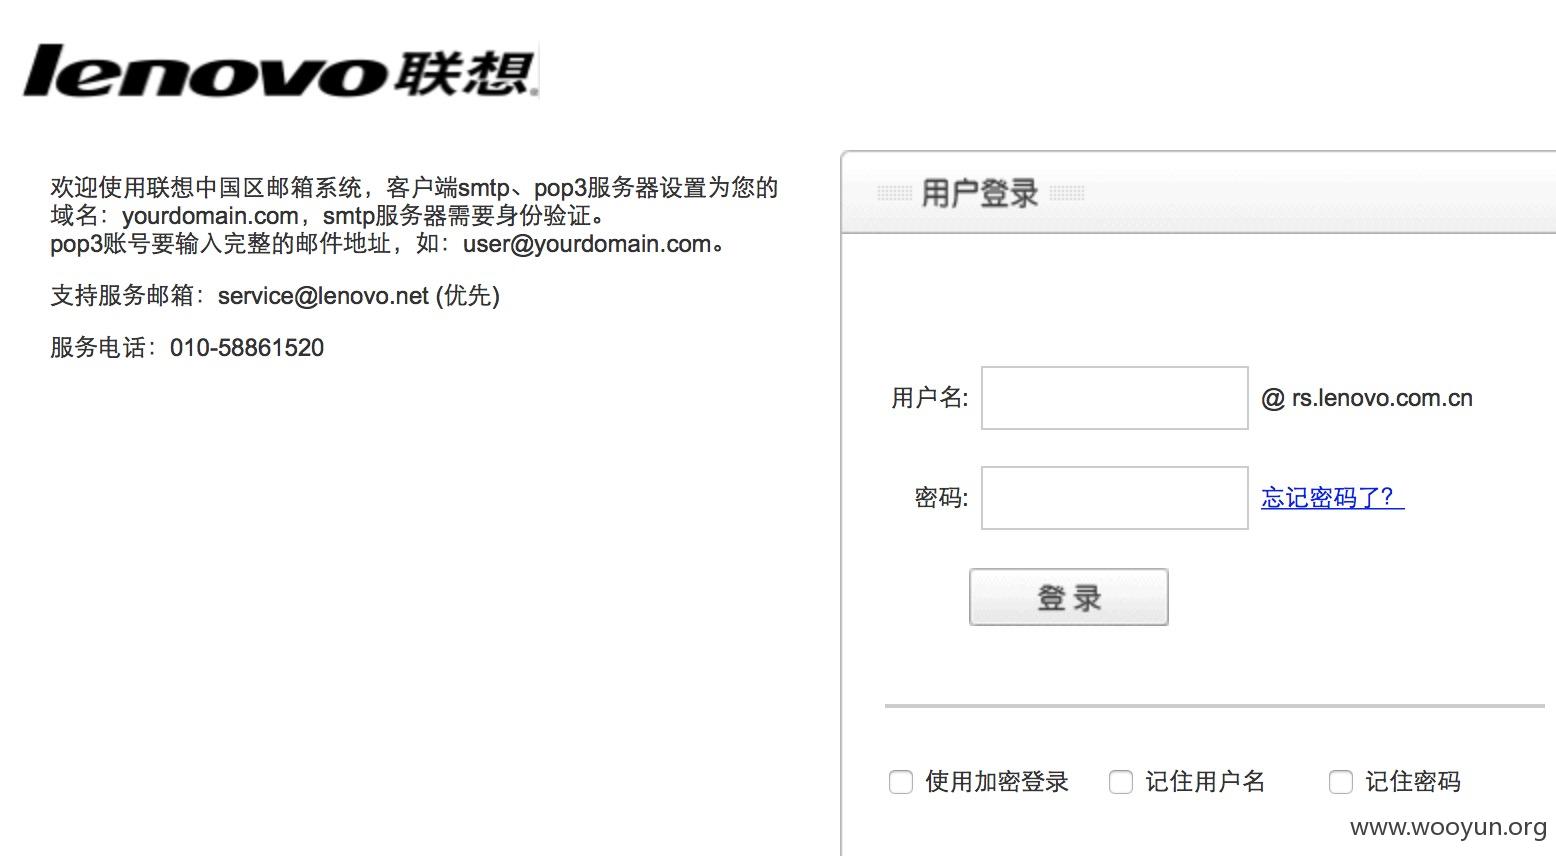 lenovo联想
欢迎使用联想中国区邮箱系统，客户端smtp、pop3服务器设置为您的
域名：yourdomain.com，smtp服务器需要身份验证。
pop3账号要输入完整的邮件地址，如：user@yourdomain.com。
支持服务邮箱：service@lenovo.net (优先)
服务电话：010-58861520
用户登录
用户名: @ rs.lenovo.com.cn
密码: 忘记密码了?
登 录
使用加密登录 记住用户名 记住密码
www.wooyun.org